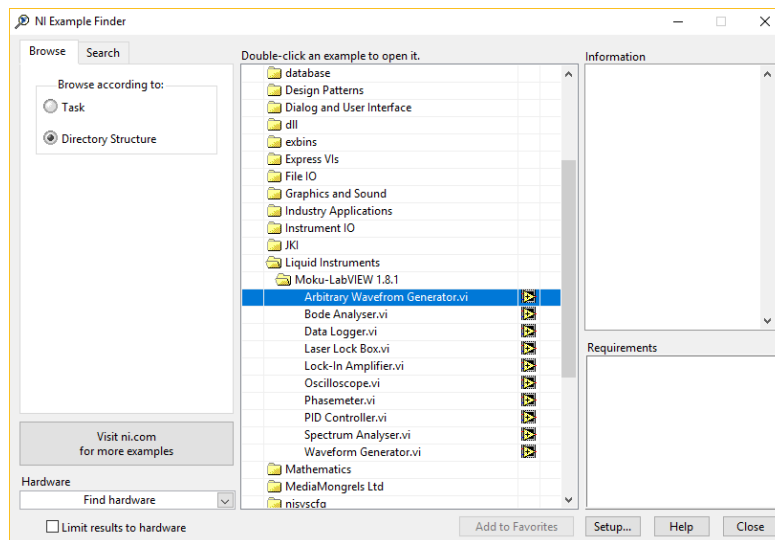 NI Example Finder
Browse
Search
Browse according to:
Task
Directory Structure
Visit ni.com
for more examples
Hardware
Find hardware
Limit results to hardware
Double-click an example to open it.
database
Design Patterns
Dialog and User Interface
dll
exbins
Express VIs
File IO
Graphics and Sound
Industry Applications
Instrument IO
JKI
Liquid Instruments
Moku-LabVIEW 1.8.1
Arbitrary Wavefrom Generator.vi
Bode Analyser.vi
Data Logger.vi
Laser Lock Box.vi
Lock-In Amplifier.vi
Oscilloscope.vi
Phasemeter.vi
PID Controller.vi
Spectrum Analyser.vi
Waveform Generator.vi
Mathematics
MediaMongrels Ltd
nisyscfg
Information
Requirements
Add to Favorites
Setup...
Help
Close